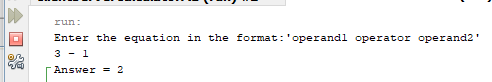 run:
Enter the equation in the format:'operand1 operator operand2'
3 - 1
Answer = 2